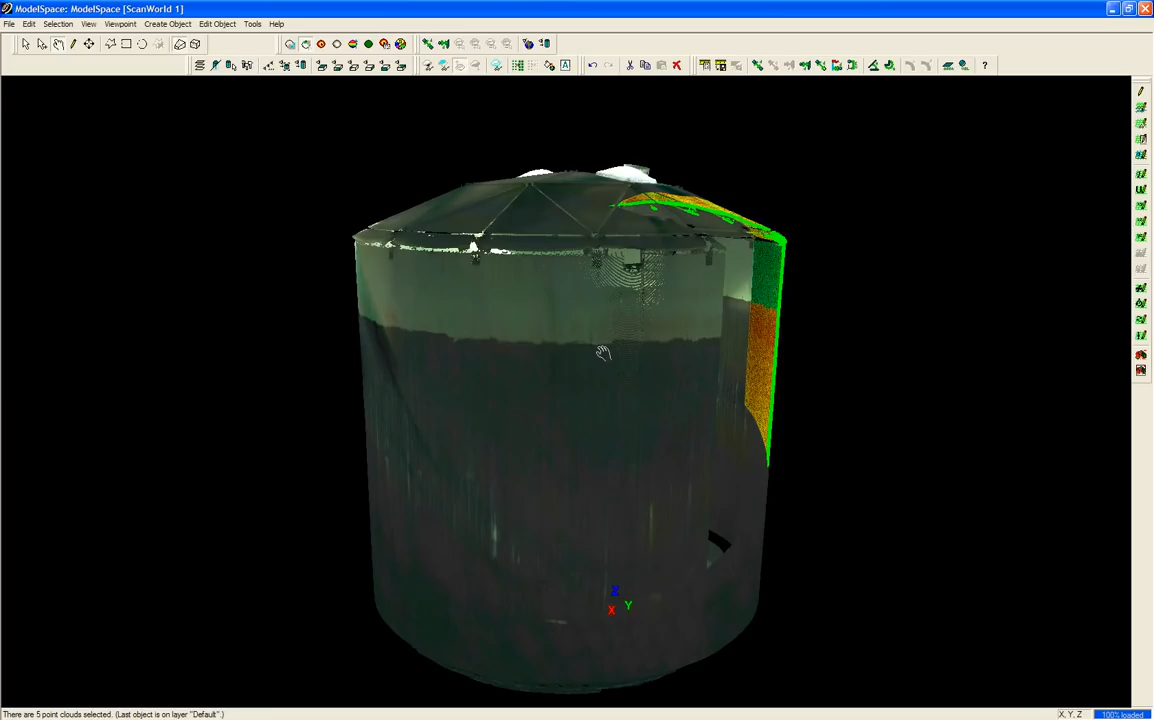 ModelSpace: ModelSpace [ScanWorld 1]
File Edit Selection View Viewpoint Create Object Edit Object Tools Help
Z
X Y
There are 5 point clouds selected. (Last object is on layer "Default".)
X, Y, Z 100% loaded